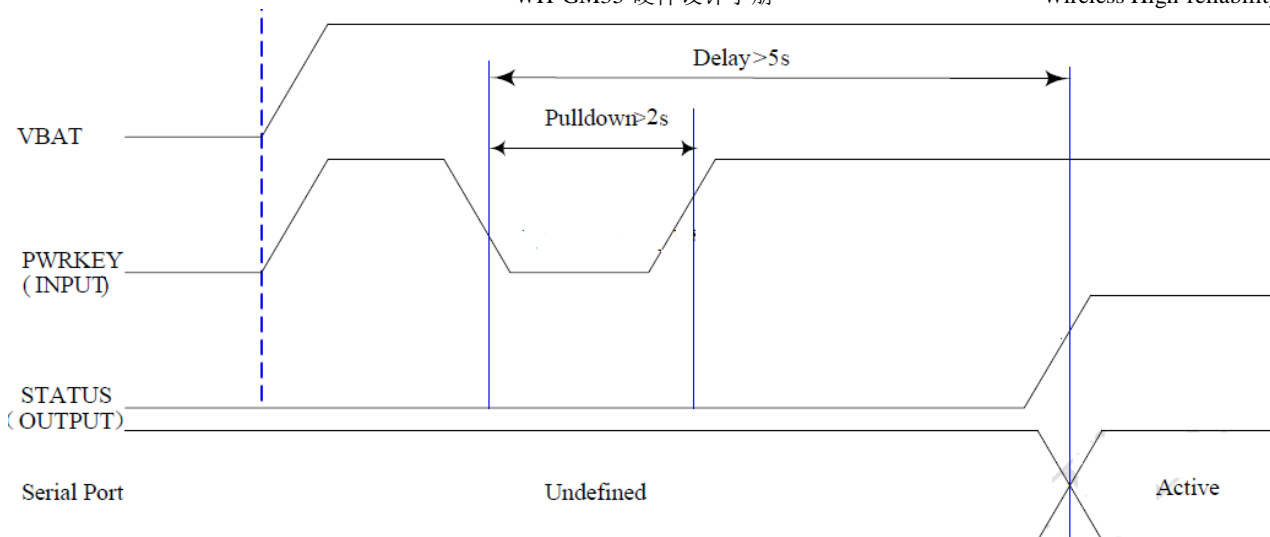 Delay>5s
Pulldown>2s
VBAT
PWRKEY
(INPUT)
STATUS
(OUTPUT)
Serial Port
Undefined
Active